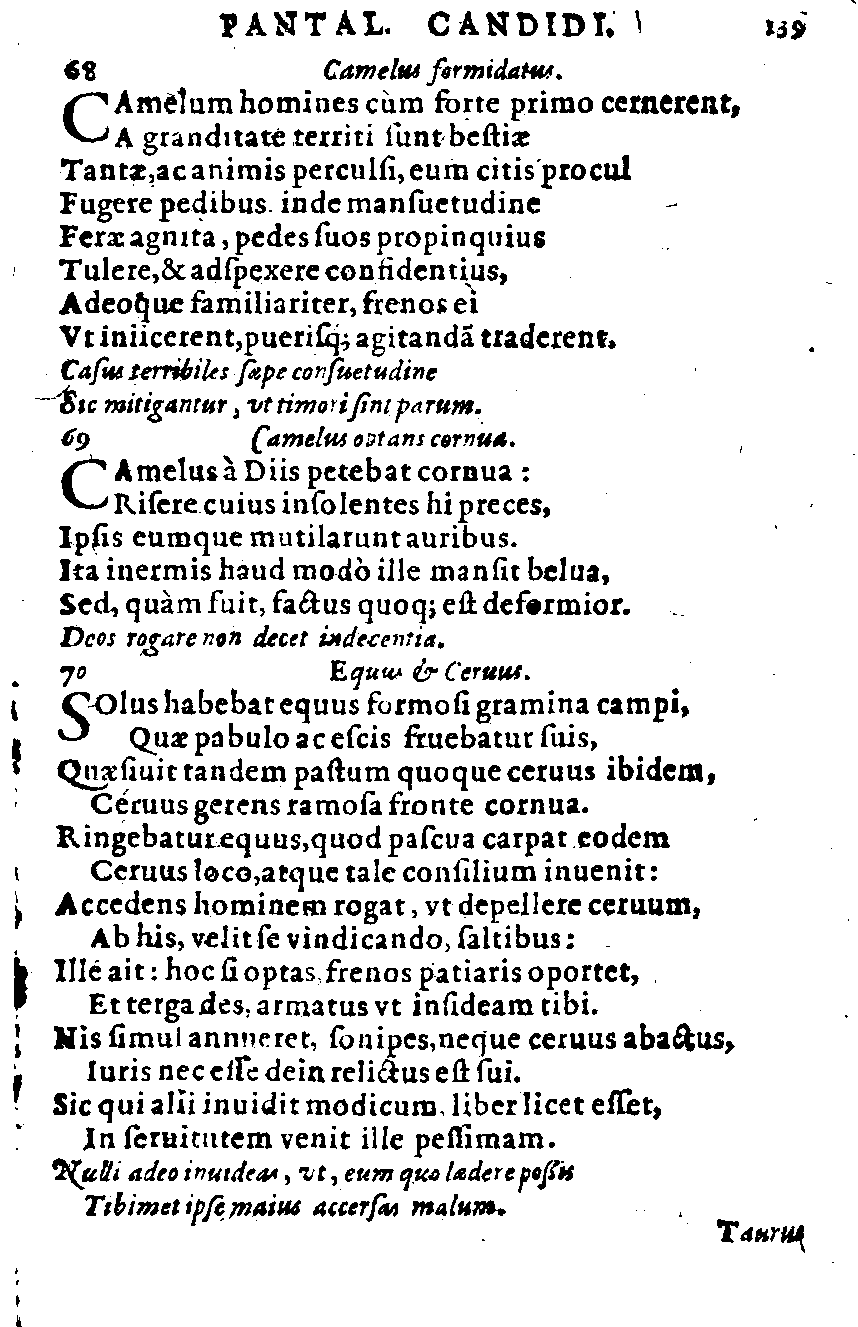 PANTAL. CANDIDI. 139
68 Camelus formidatus.
CAmelum homines cùm forte primo cernerent,
A granditate territi ſunt beſtiæ
Tantæ, ac animis perculſi, eum citis procul
Fugere pedibus. inde manſuetudine
Feræ agnita, pedes ſuos propinquius
Tulere, & adſpexere confidentius,
Adeoq̀ue familiariter, frenos ei
Vt iniicerent, pueriſq; agitandã traderent.
Caſus terribiles ſæpe conſuetudine
Sic mitigantur, vt timori ſint parum.
69 Camelus optans cornua.
CAmelus à Diis petebat cornua:
Riſere cuius inſolentes hi preces,
Ipſis eumque mutilarunt auribus.
Ita inermis haud modò ille manſit belua,
Sed, quàm fuit, factus quoq; eſt deformior.
Deos rogare non decet indecentia.
70 Equus & Ceruus.
SOlus habebat equus formoſi gramina campi,
Quæ pabulo ac eſcis fruebatur ſuis,
Quæſiuit tandem paſtum quoque ceruus ibidem,
Ceruus gerens ramoſa fronte cornua.
Ringebatur equus, quod paſcua carpat eodem
Ceruus loco, atque tale conſilium inuenit:
Accedens hominem rogat, vt depellere ceruum,
Ab his, velit ſe vindicando, ſaltibus:
Ille ait: hoc ſi optas, frenos patiaris oportet,
Et terga des, armatus vt inſideam tibi.
Nis ſimul annueret, ſonipes, neque ceruus abactus,
Iuris nec eſſe dein relictus eſt ſui.
Sic qui alii inuidit modicum, liber licet eſſet,
In ſeruitutem venit ille peſſimam.
Nulli adeo inuideas, vt, eum quo lædere poſſis
Tibimet ipſe maius accerſas malum.
Taurus